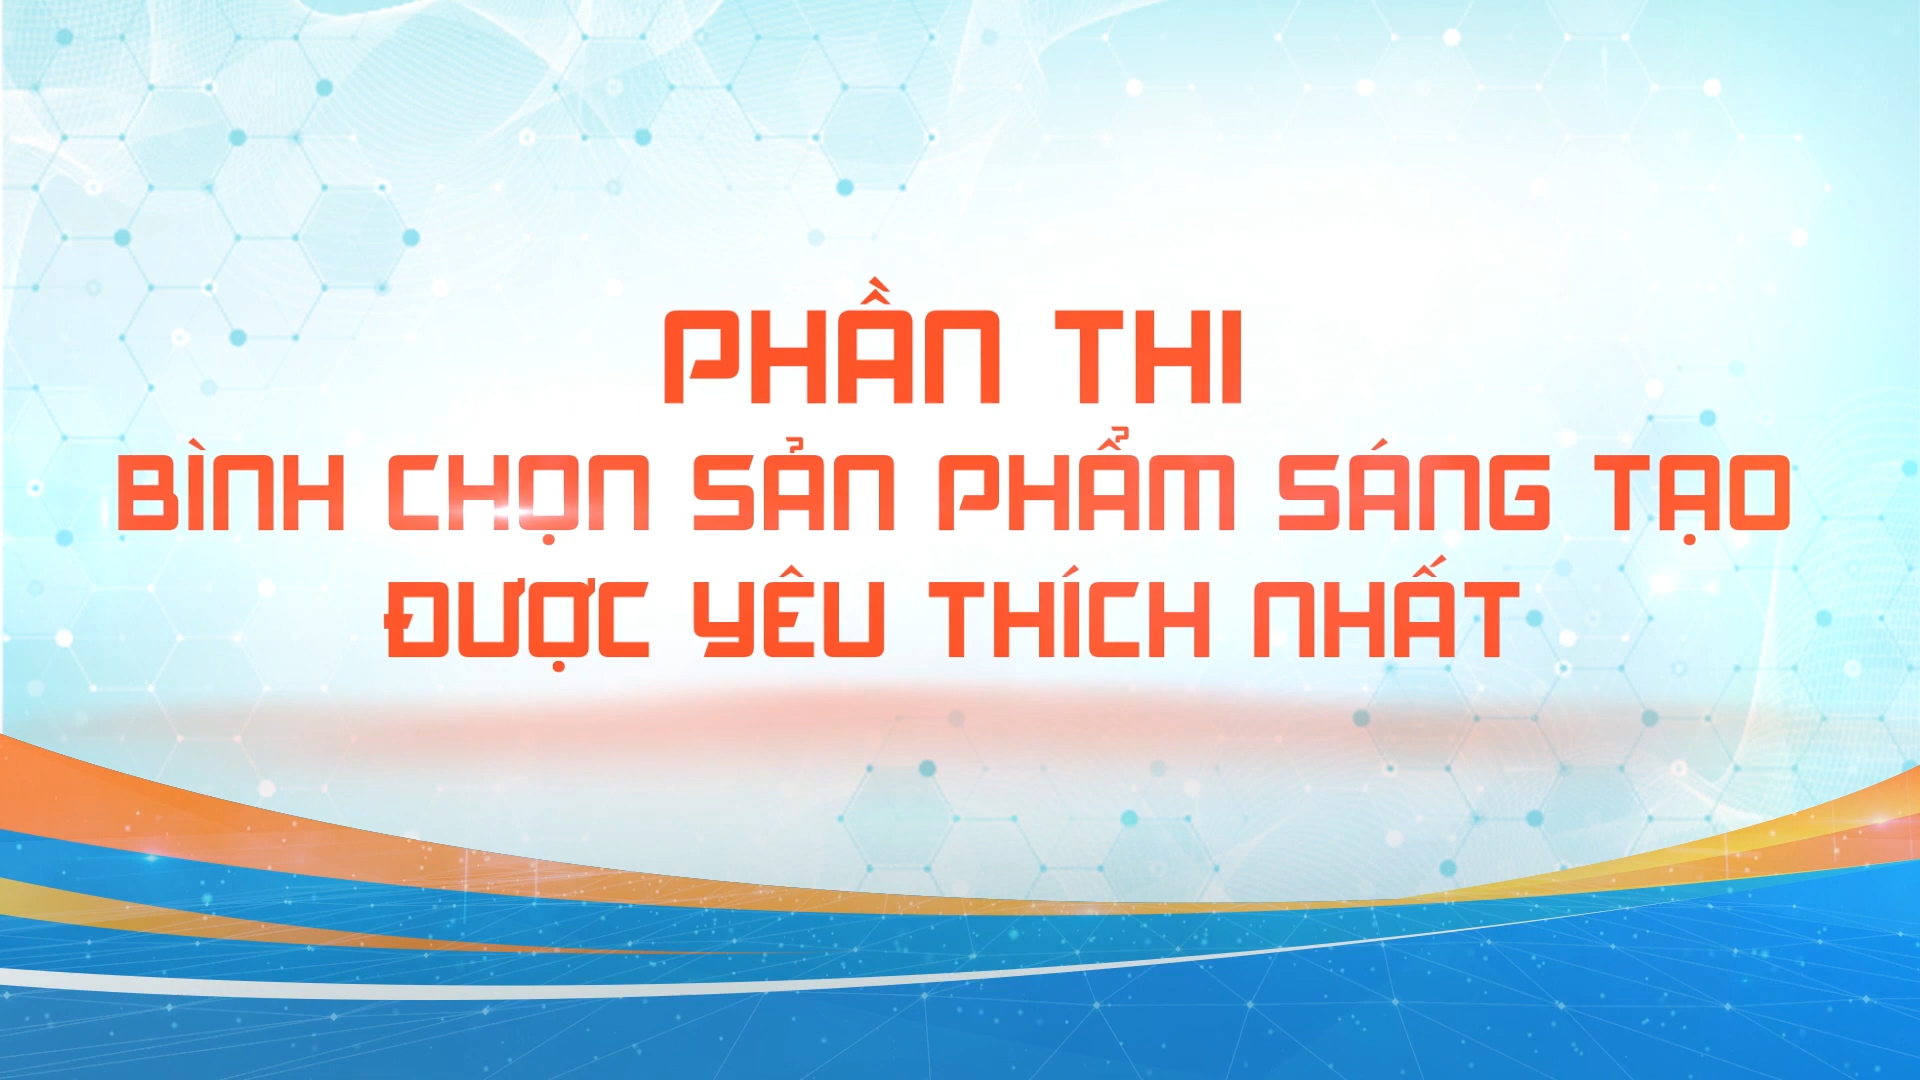 PHẦN THI
BÌNH CHỌN SẢN PHẨM SÁNG TẠO
ĐƯỢC YÊU THÍCH NHẤT